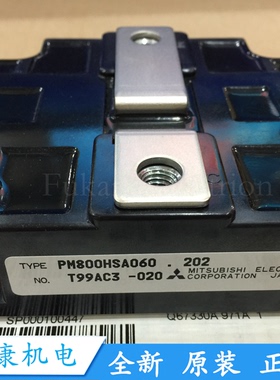 TYPE PM800HSA060 . 202
NO. T99AC3 -020 MITSUBISHI ELEC
CORPORATION JA
SP000100447
Q67330A 971A 1
康机电 全新 原装 正